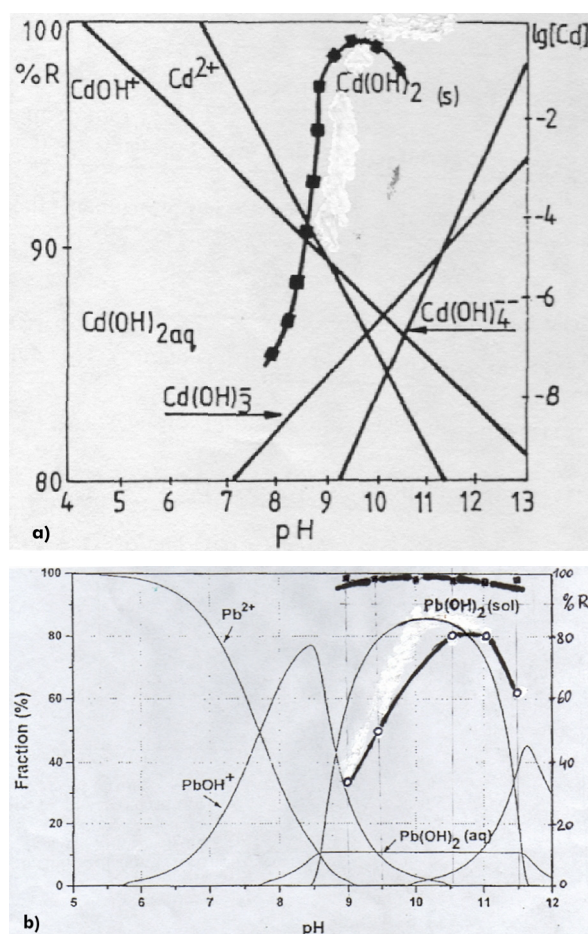 100
%R
lg[Cd]
CdOH+
Cd2+
Cd(OH)2 (s)
-2
-4
90
-6
Cd(OH)2aq
Cd(OH)4--
-8
Cd(OH)3-
80
4 5 6 7 8 9 10 11 12 13
pH
a)
100
100
%R
Pb2+
Pb(OH)2(sol)
80
80
Fraction (%)
60
60
PbOH+
40
40
20
20
Pb(OH)2 (aq)
0
0
5 6 7 8 9 10 11 12
pH
b)